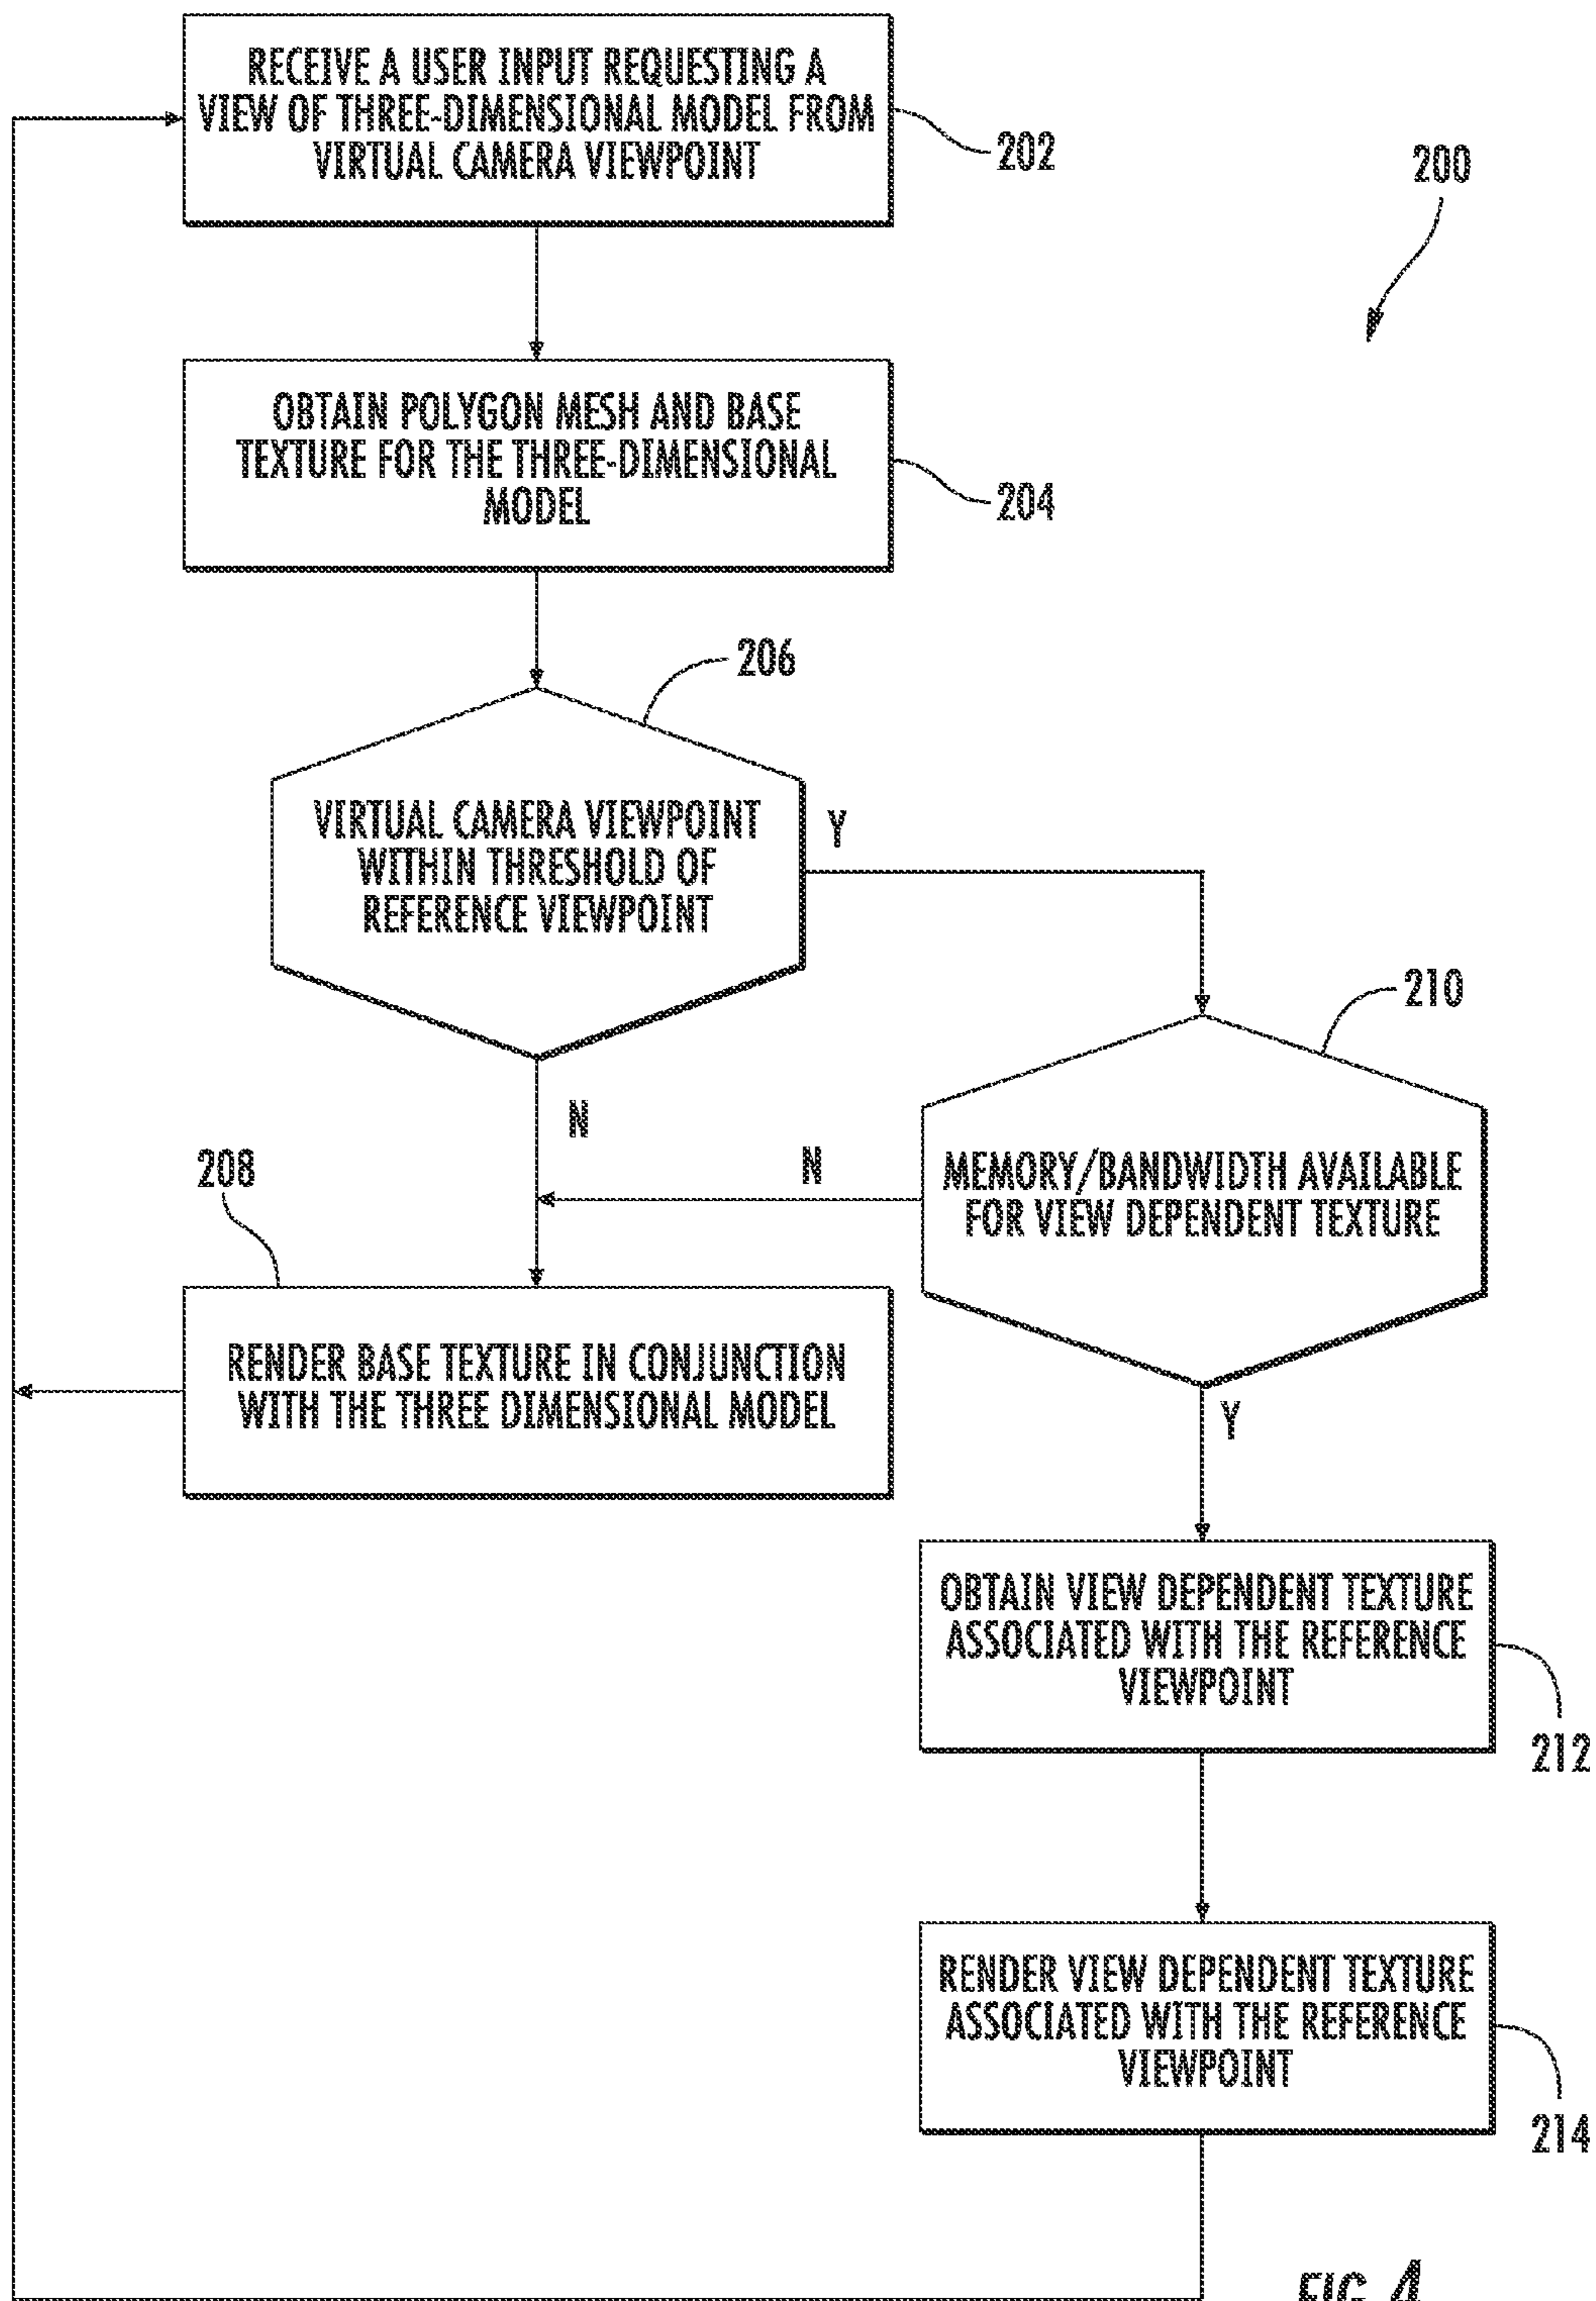 RECEIVE A USER INPUT REQUESTING A
VIEW OF THREE-DIMENSIONAL MODEL FROM
VIRTUAL CAMERA VIEWPOINT
202
200
OBTAIN POLYGON MESH AND BASE
TEXTURE FOR THE THREE-DIMENSIONAL
MODEL
204
206
VIRTUAL CAMERA VIEWPOINT
WITHIN THRESHOLD OF
REFERENCE VIEWPOINT
Y
N
210
MEMORY/BANDWIDTH AVAILABLE
FOR VIEW DEPENDENT TEXTURE
N
Y
208
RENDER BASE TEXTURE IN CONJUNCTION
WITH THE THREE DIMENSIONAL MODEL
OBTAIN VIEW DEPENDENT TEXTURE
ASSOCIATED WITH THE REFERENCE
VIEWPOINT
212
RENDER VIEW DEPENDENT TEXTURE
ASSOCIATED WITH THE REFERENCE
VIEWPOINT
214
FIG. 4